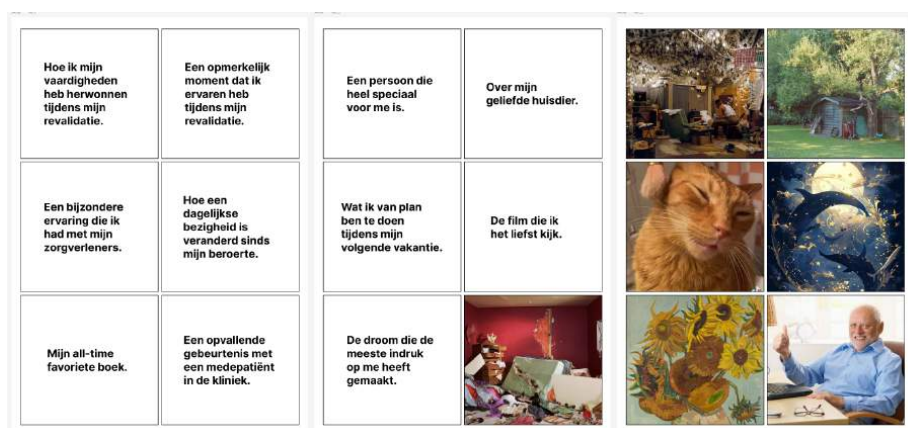 Hoe ik mijn
vaardigheden
heb herwonnen
tijdens mijn
revalidatie.
Een opmerkelijk
moment dat ik
ervaren heb
tijdens mijn
revalidatie.
Een bijzondere
ervaring die ik
had met mijn
zorgverleners.
Hoe een
dagelijkse
bezigheid is
veranderd sinds
mijn beroerte.
Mijn all-time
favoriete boek.
Een opvallende
gebeurtenis met
een medepatiënt
in de kliniek.
Een persoon die
heel speciaal
voor me is.
Over mijn
geliefde huisdier.
Wat ik van plan
ben te doen
tijdens mijn
volgende vakantie.
De film die ik
het liefst kijk.
De droom die de
meeste indruk
op me heeft
gemaakt.